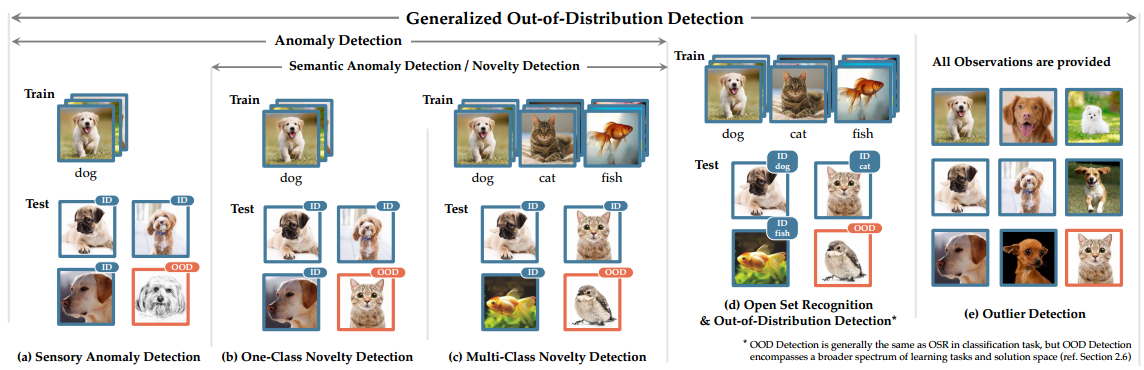 Generalized Out-of-Distribution Detection
Anomaly Detection
Semantic Anomaly Detection / Novelty Detection
Train
dog
Test
ID
ID
ID
OOD
(a) Sensory Anomaly Detection
Train
dog
Test
ID
ID
ID
OOD
(b) One-Class Novelty Detection
Train
dog
cat
fish
Test
ID
ID
ID
OOD
(c) Multi-Class Novelty Detection
Train
dog
cat
fish
Test
ID
dog
ID
cat
ID
fish
OOD
(d) Open Set Recognition
& Out-of-Distribution Detection*
All Observations are provided
(e) Outlier Detection
* OOD Detection is generally the same as OSR in classification task, but OOD Detection
encompasses a broader spectrum of learning tasks and solution space (ref. Section 2.6)